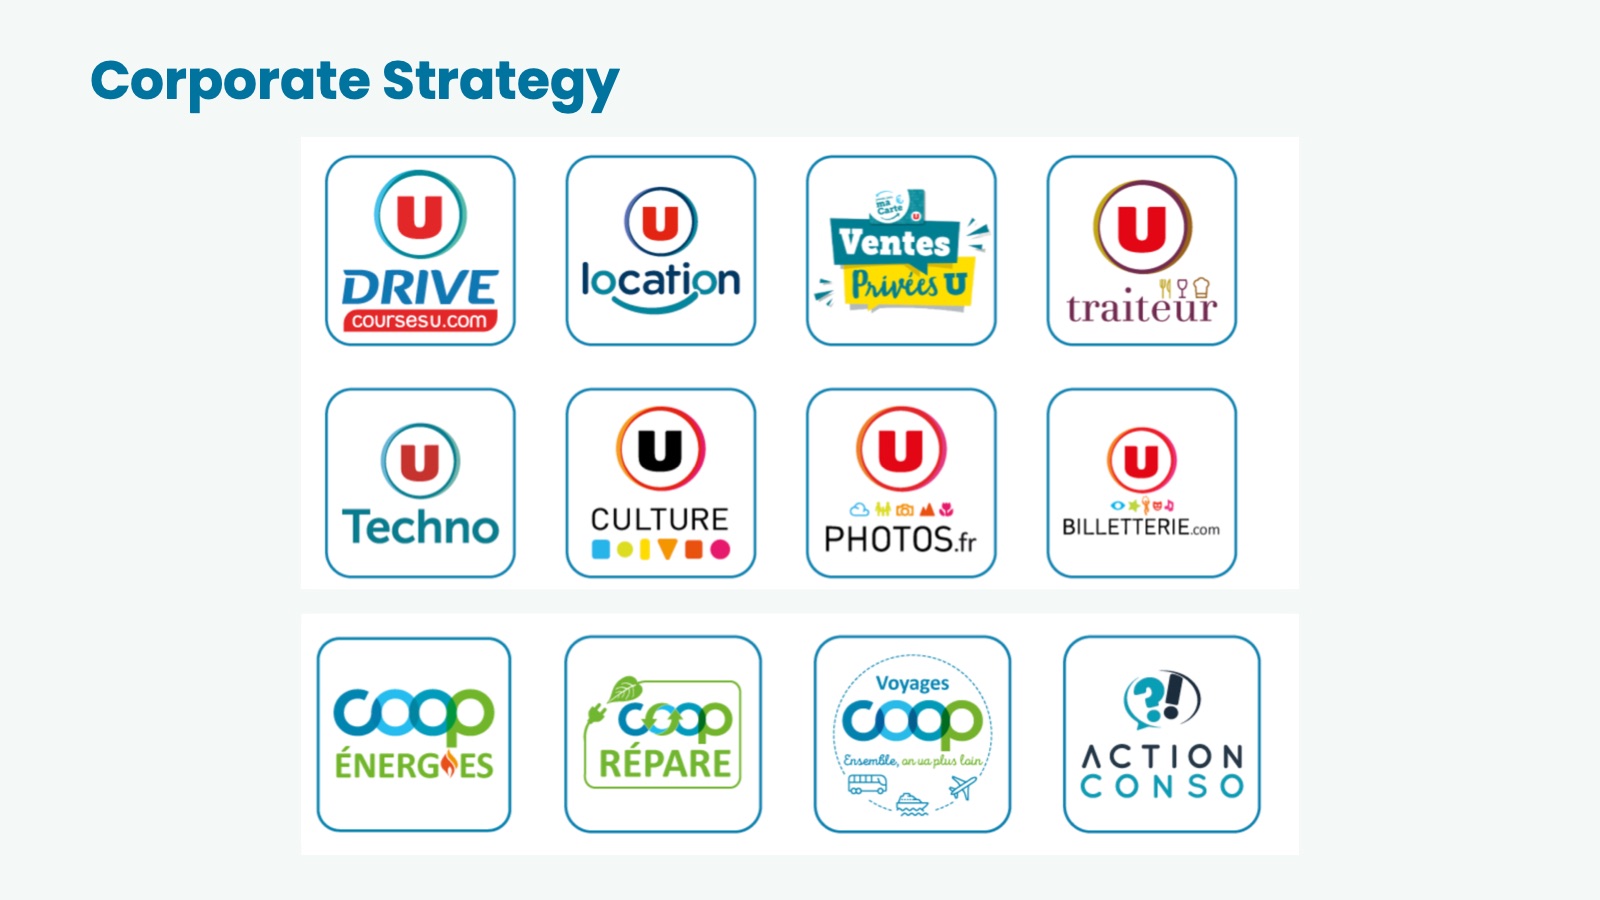 Corporate Strategy
U
DRIVE
coursesu.com
U
location
ma
Carte
U
Ventes
Privées U
U
traiteur
U
Techno
U
CULTURE
U
PHOTOS.fr
U
BILLETTERIE.com
coop
ÉNERGIES
coop
RÉPARE
Voyages
coop
Ensemble, on va plus loin
?!
ACTION
CONSO